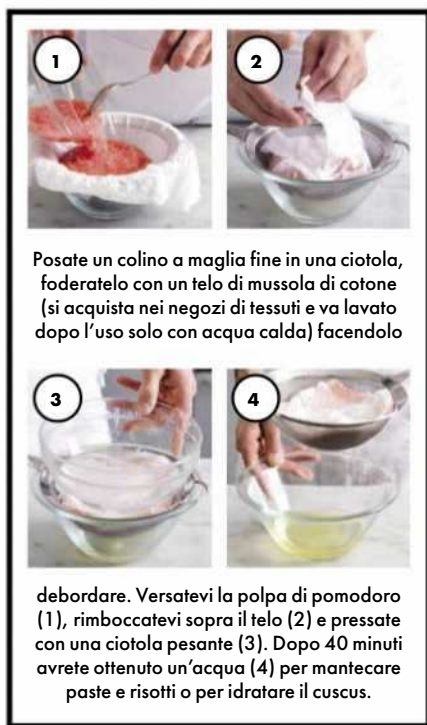 1
2
Posate un colino a maglia fine in una ciotola,
foderatelo con un telo di mussola di cotone
(si acquista nei negozi di tessuti e va lavato
dopo l’uso solo con acqua calda) facendolo
3
4
debordare. Versatevi la polpa di pomodoro
(1), rimboccatevi sopra il telo (2) e pressate
con una ciotola pesante (3). Dopo 40 minuti
avrete ottenuto un’acqua (4) per mantecare
paste e risotti o per idratare il cuscus.